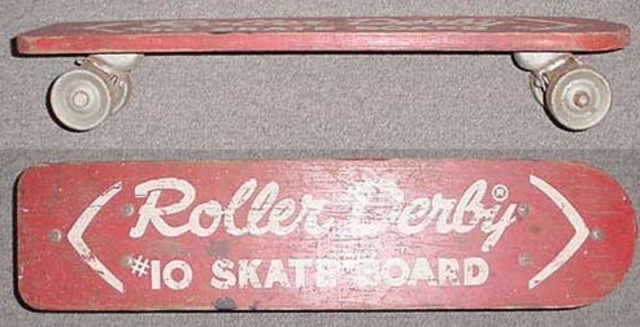 Roller Derby®
#10 SKATE BOARD